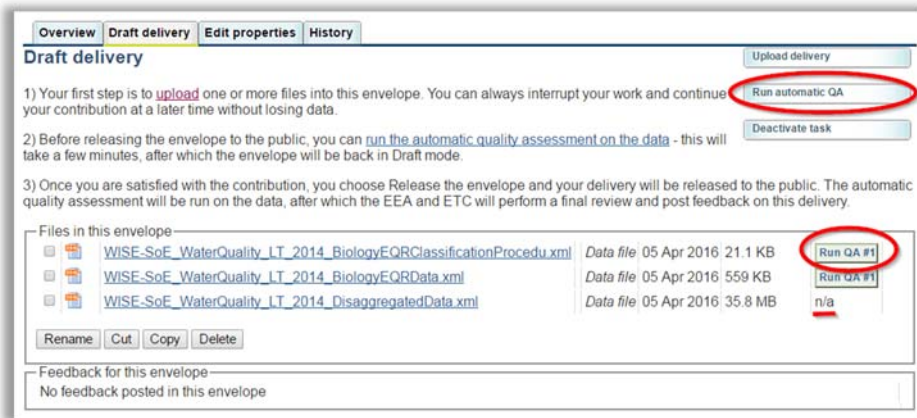 Overview Draft delivery Edit properties History
Draft delivery
Upload delivery
1) Your first step is to upload one or more files into this envelope. You can always interrupt your work and continue
your contribution at a later time without losing data.
Run automatic QA
2) Before releasing the envelope to the public, you can run the automatic quality assessment on the data - this will
take a few minutes, after which the envelope will be back in Draft mode.
Deactivate task
3) Once you are satisfied with the contribution, you choose Release the envelope and your delivery will be released to the public. The automatic
quality assessment will be run on the data, after which the EEA and ETC will perform a final review and post feedback on this delivery.
Files in this envelope
WISE-SoE_WaterQuality_LT_2014_BiologyEQRClassificationProcedu.xml Data file 05 Apr 2016 21.1 KB Run QA #1
WISE-SoE_WaterQuality_LT_2014_BiologyEQRData.xml Data file 05 Apr 2016 559 KB Run QA #1
WISE-SoE_WaterQuality_LT_2014_DisaggregatedData.xml Data file 05 Apr 2016 35.8 MB n/a
Rename Cut Copy Delete
Feedback for this envelope
No feedback posted in this envelope